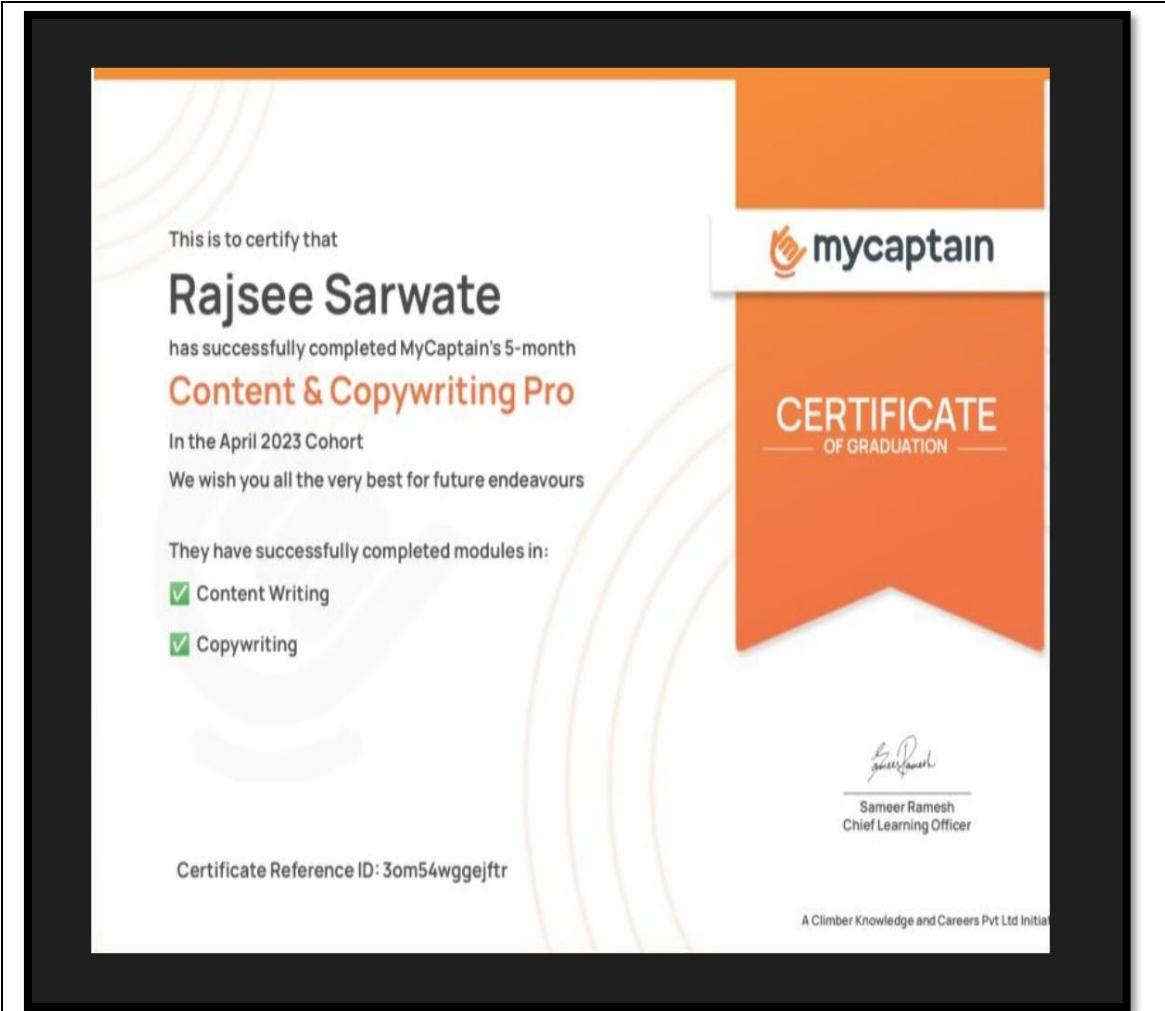 This is to certify that
Rajsee Sarwate
has successfully completed MyCaptain's 5-month
Content & Copywriting Pro
In the April 2023 Cohort
We wish you all the very best for future endeavours
They have successfully completed modules in:
✅ Content Writing
✅ Copywriting
Certificate Reference ID: 3om54wggejftr
mycaptain
CERTIFICATE
OF GRADUATION
Sameer Ramesh
Sameer Ramesh
Chief Learning Officer
A Climber Knowledge and Careers Pvt Ltd Initiat